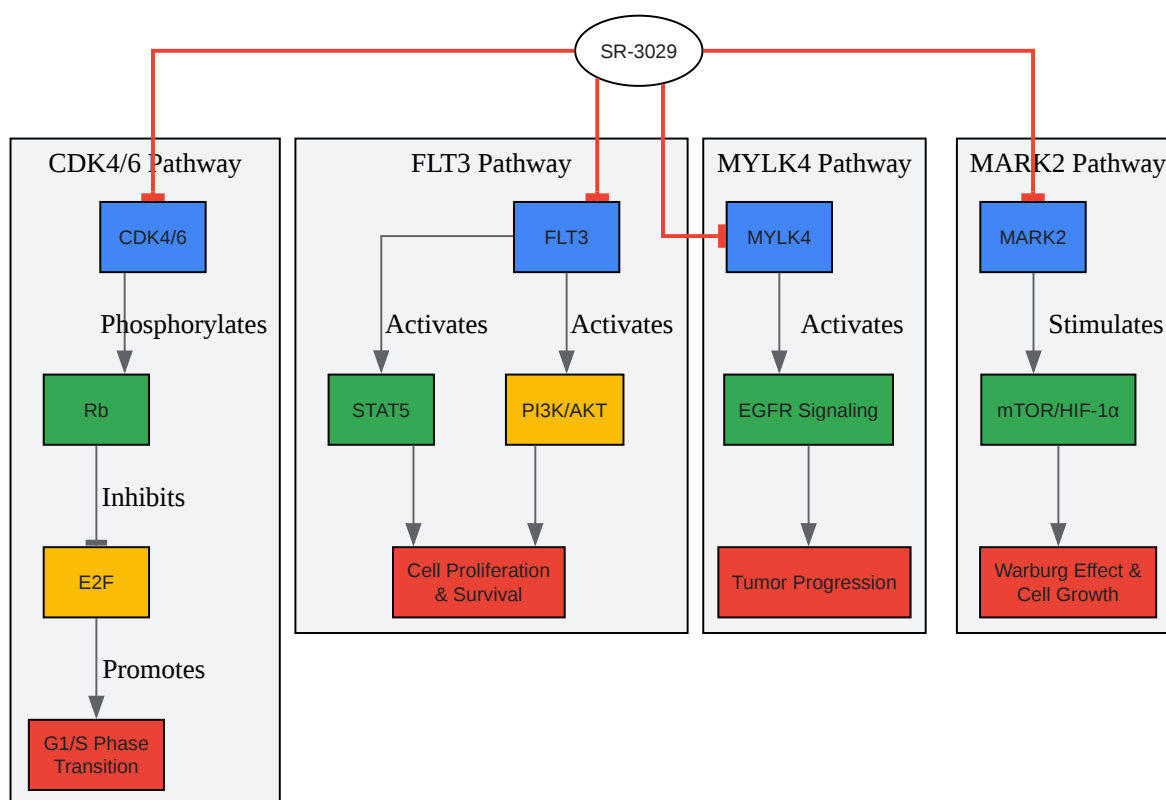 SR-3029
CDK4/6 Pathway
CDK4/6
Phosphorylates
Rb
Inhibits
E2F
Promotes
G1/S Phase
Transition
FLT3 Pathway
FLT3
Activates
Activates
STAT5
PI3K/AKT
Cell Proliferation
& Survival
MYLK4 Pathway
MYLK4
Activates
EGFR Signaling
Tumor Progression
MARK2 Pathway
MARK2
Stimulates
mTOR/HIF-1α
Warburg Effect &
Cell Growth